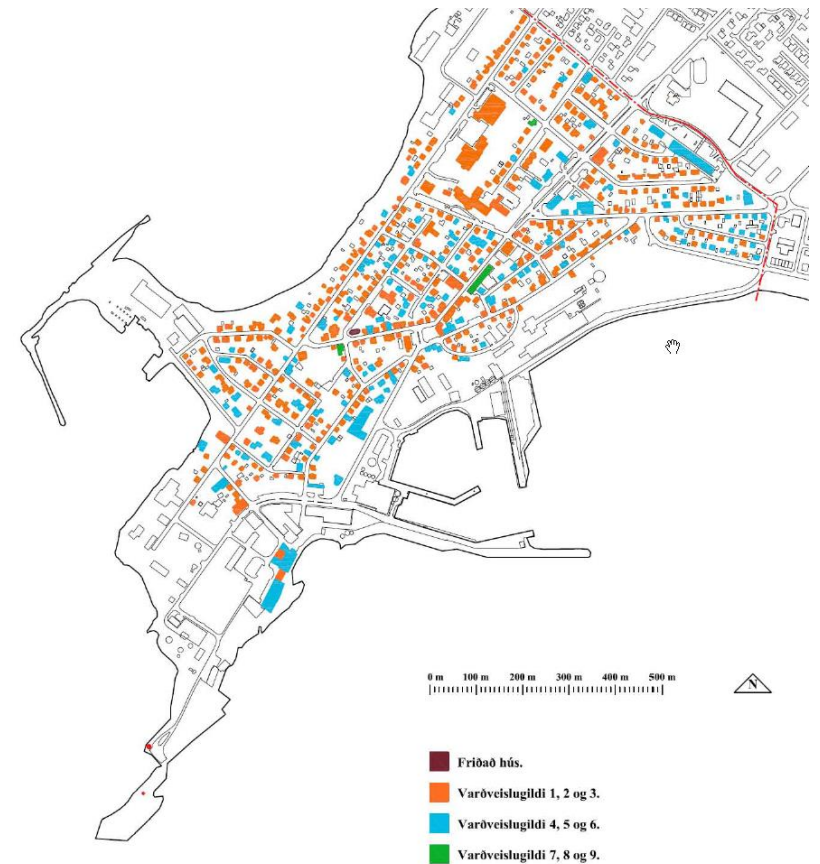 0 m 100 m 200 m 300 m 400 m 500 m
N
Friðað hús.
Varðveislugildi 1, 2 og 3.
Varðveislugildi 4, 5 og 6.
Varðveislugildi 7, 8 og 9.